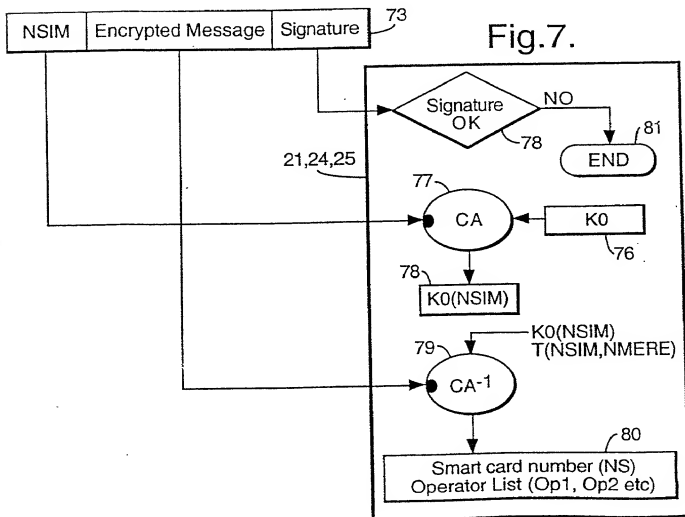 NSIM Encrypted Message Signature 73
Fig.7.
Signature OK
NO
78
81
END
21,24,25
77
CA
K0
76
78
K0(NSIM)
K0(NSIM)
T(NSIM,NMERE)
79
CA-1
80
Smart card number (NS)
Operator List (Op1, Op2 etc)